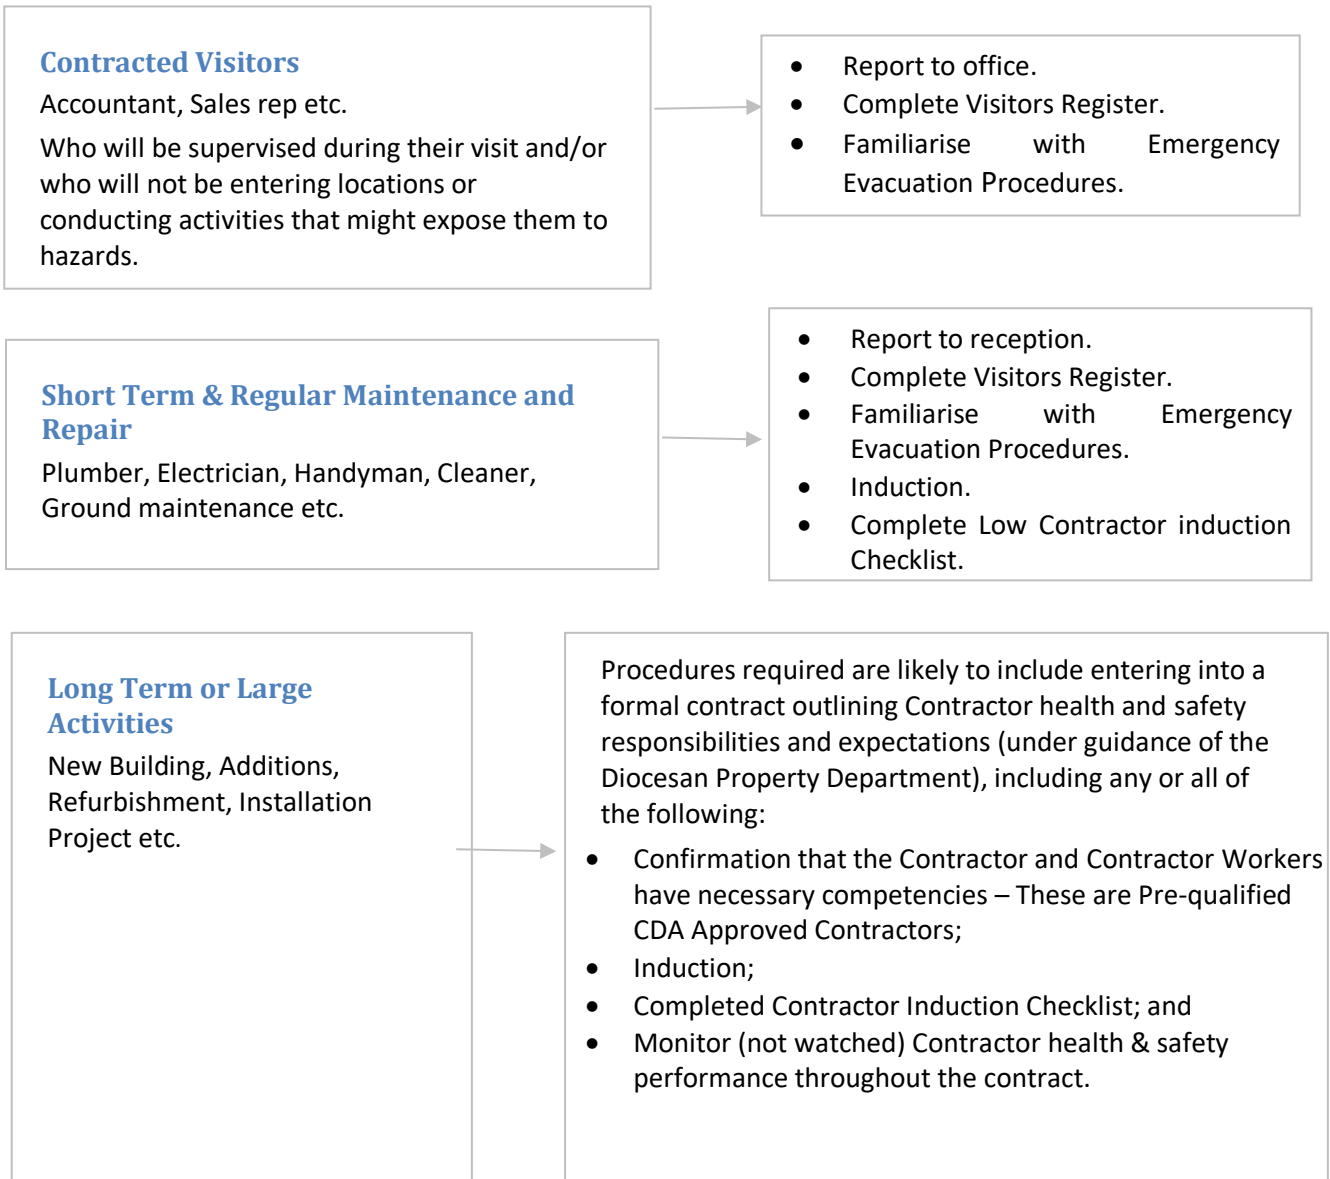 Contracted Visitors
Accountant, Sales rep etc.
Who will be supervised during their visit and/or
who will not be entering locations or
conducting activities that might expose them to
hazards.
• Report to office.
• Complete Visitors Register.
• Familiarise with Emergency
Evacuation Procedures.
Short Term & Regular Maintenance and
Repair
Plumber, Electrician, Handyman, Cleaner,
Ground maintenance etc.
• Report to reception.
• Complete Visitors Register.
• Familiarise with Emergency
Evacuation Procedures.
• Induction.
• Complete Low Contractor induction
Checklist.
Long Term or Large
Activities
New Building, Additions,
Refurbishment, Installation
Project etc.
Procedures required are likely to include entering into a
formal contract outlining Contractor health and safety
responsibilities and expectations (under guidance of the
Diocesan Property Department), including any or all of
the following:
• Confirmation that the Contractor and Contractor Workers
have necessary competencies – These are Pre-qualified
CDA Approved Contractors;
• Induction;
• Completed Contractor Induction Checklist; and
• Monitor (not watched) Contractor health & safety
performance throughout the contract.